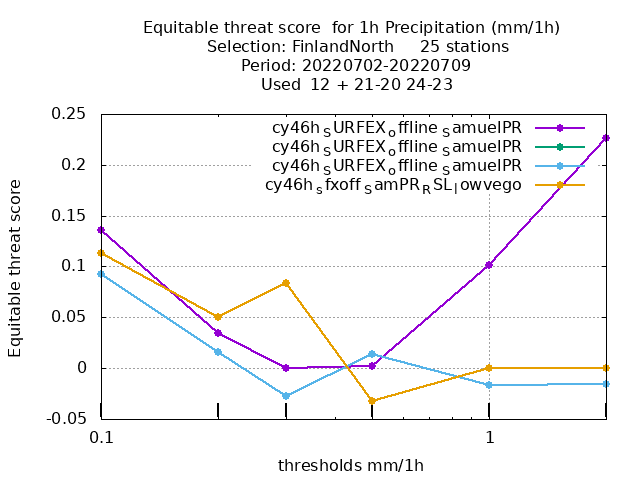 Equitable threat score  for 1h Precipitation (mm/1h)
Selection: FinlandNorth     25 stations
Period: 20220702-20220709
Used  12 + 21-20 24-23
Equitable threat score
0.25
0.2
0.15
0.1
0.05
0
-0.05
cy46h_SURFEX_offline_SamuelPR
cy46h_SURFEX_offline_SamuelPR
cy46h_SURFEX_offline_SamuelPR
cy46h_sfxoff_SamPR_RSL_lowvego
0.1
1
thresholds mm/1h